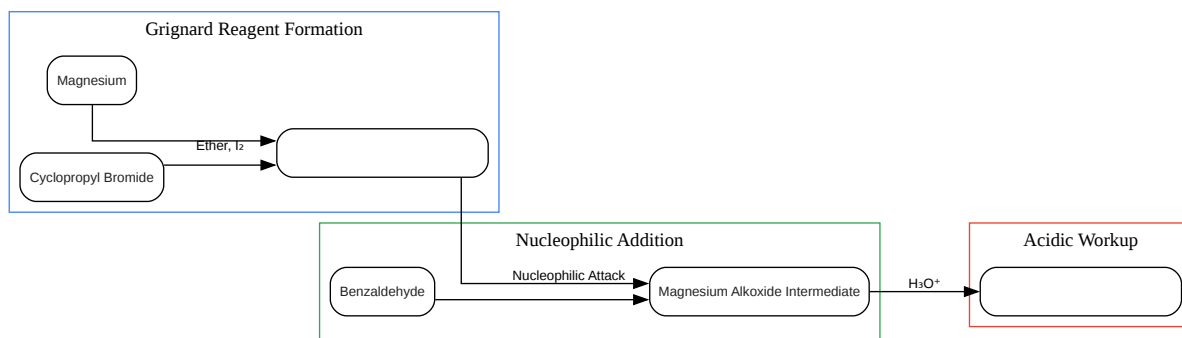 Grignard Reagent Formation
Magnesium
Ether, I₂
Cyclopropyl Bromide
Nucleophilic Addition
Acidic Workup
Nucleophilic Attack
H₃O⁺
Benzaldehyde
Magnesium Alkoxide Intermediate